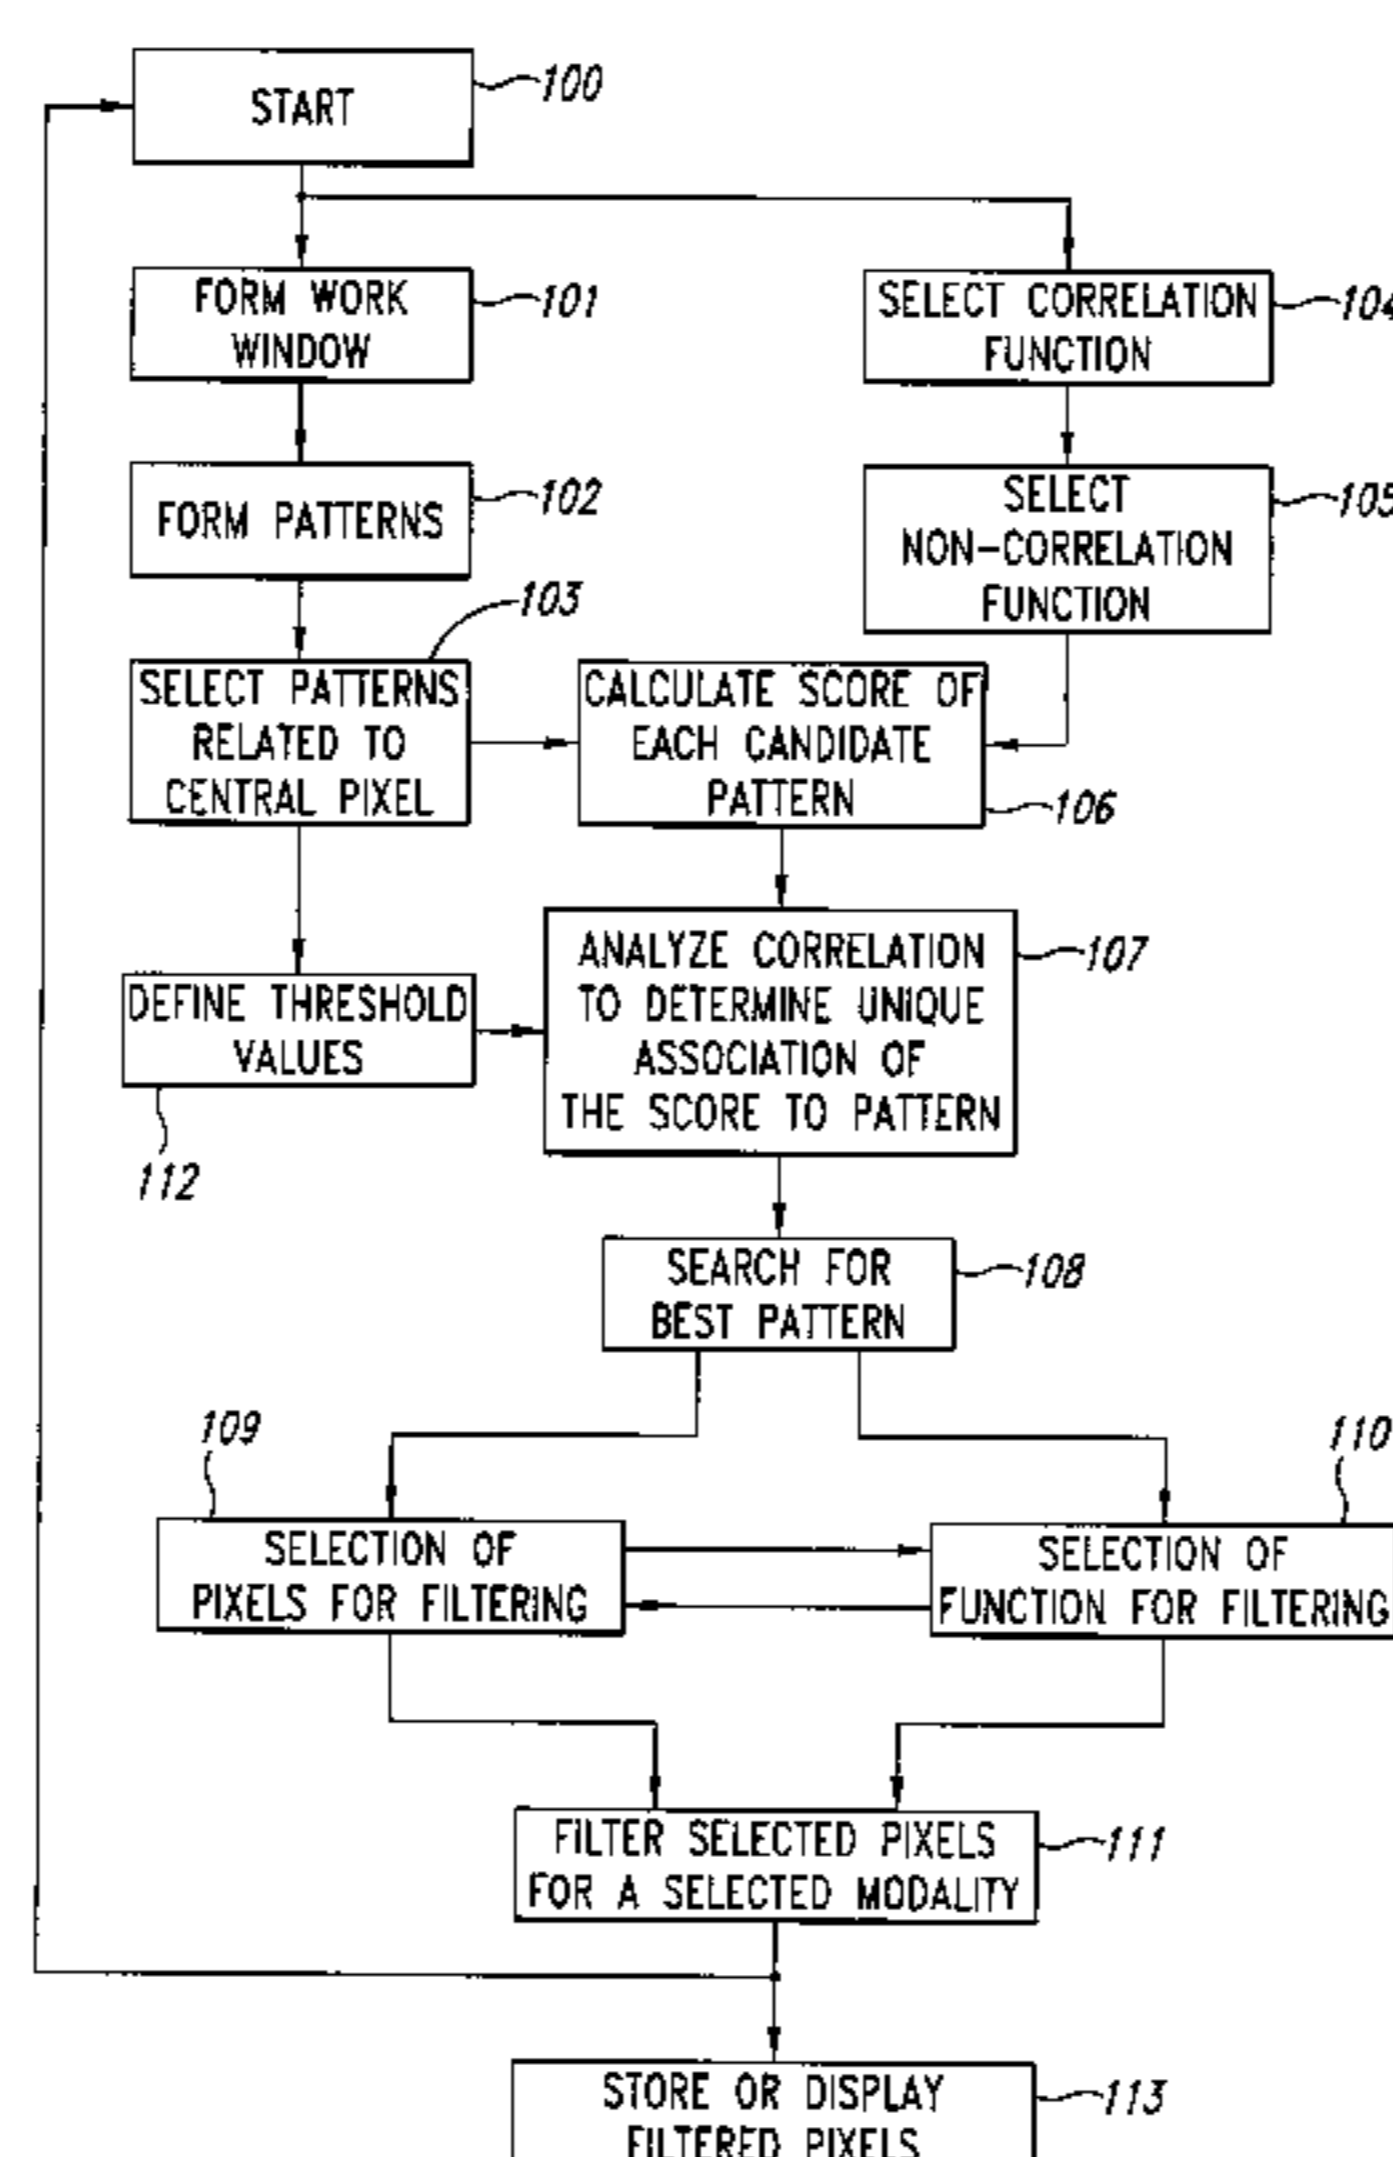 START
100
FORM WORK
WINDOW
101
SELECT CORRELATION
FUNCTION
104
FORM PATTERNS
102
SELECT
NON-CORRELATION
FUNCTION
105
103
SELECT PATTERNS
RELATED TO
CENTRAL PIXEL
CALCULATE SCORE OF
EACH CANDIDATE
PATTERN
106
DEFINE THRESHOLD
VALUES
112
ANALYZE CORRELATION
TO DETERMINE UNIQUE
ASSOCIATION OF
THE SCORE TO PATTERN
107
SEARCH FOR
BEST PATTERN
108
109
SELECTION OF
PIXELS FOR FILTERING
110
SELECTION OF
FUNCTION FOR FILTERING
FILTER SELECTED PIXELS
FOR A SELECTED MODALITY
111
STORE OR DISPLAY
FILTERED PIXELS
113